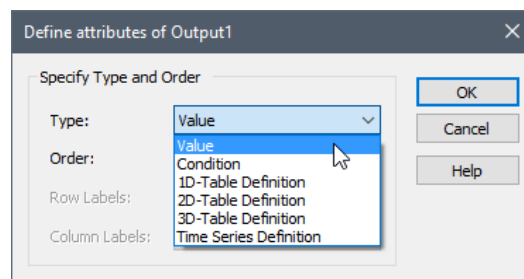 Define attributes of Output1
Specify Type and Order
Type: Value
Value
Condition
1D-Table Definition
2D-Table Definition
3D-Table Definition
Time Series Definition
Order:
Row Labels:
Column Labels:
OK
Cancel
Help